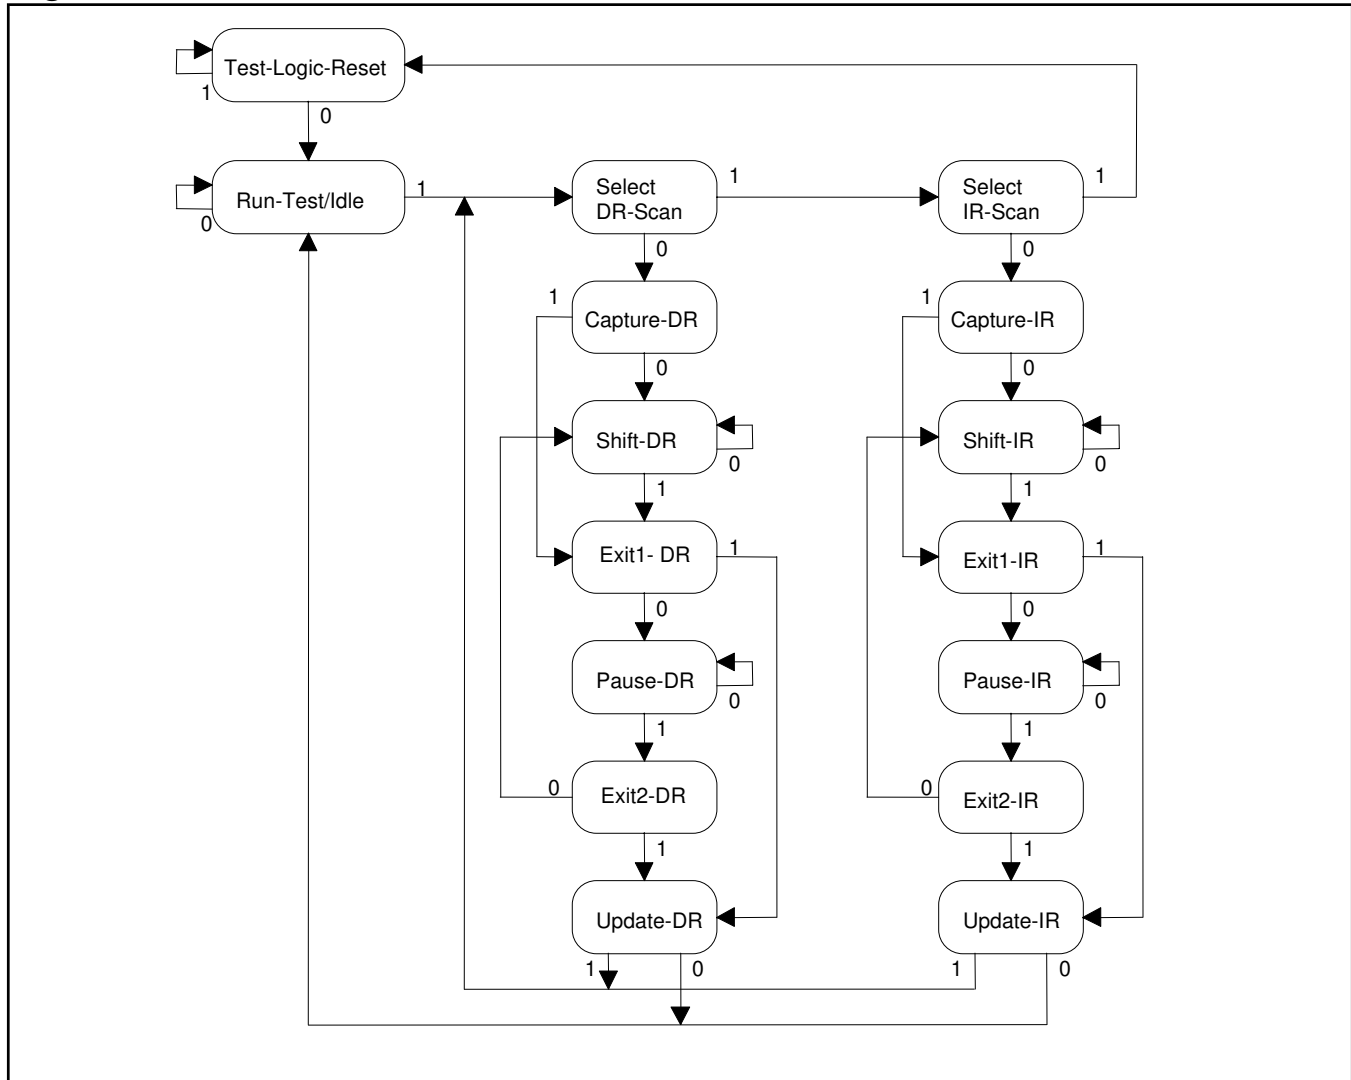 Test-Logic-Reset
1
0
Run-Test/Idle
1
0
Select
DR-Scan
1
0
Select
IR-Scan
1
0
1
Capture-DR
0
1
Capture-IR
0
Shift-DR
0
1
Shift-IR
0
1
Exit1- DR
1
0
Exit1-IR
1
0
Pause-DR
0
1
Pause-IR
0
1
0
Exit2-DR
1
0
Exit2-IR
1
Update-DR
1
0
Update-IR
1
0